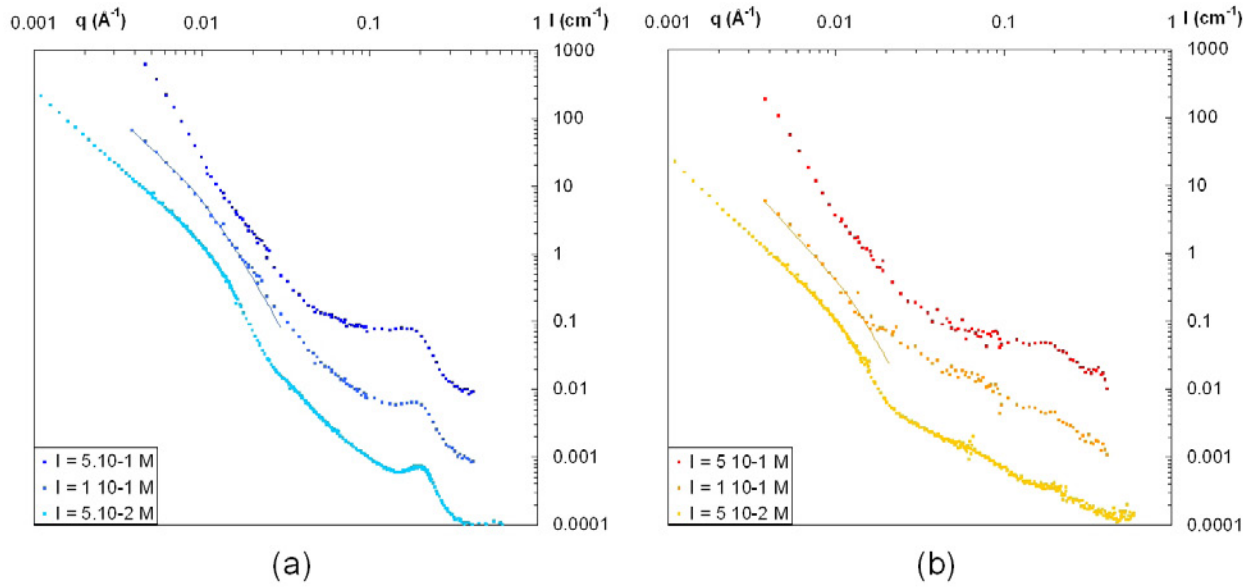 0.001 q (Å⁻¹) 0.01 0.1 1 I (cm⁻¹)
1000
100
10
1
0.1
0.01
0.001
0.0001
I = 5.10-1 M
I = 1 10-1 M
I = 5.10-2 M
(a)
0.001 q (Å⁻¹) 0.01 0.1 1 I (cm⁻¹)
1000
100
10
1
0.1
0.01
0.001
0.0001
I = 5 10-1 M
I = 1 10-1 M
I = 5 10-2 M
(b)